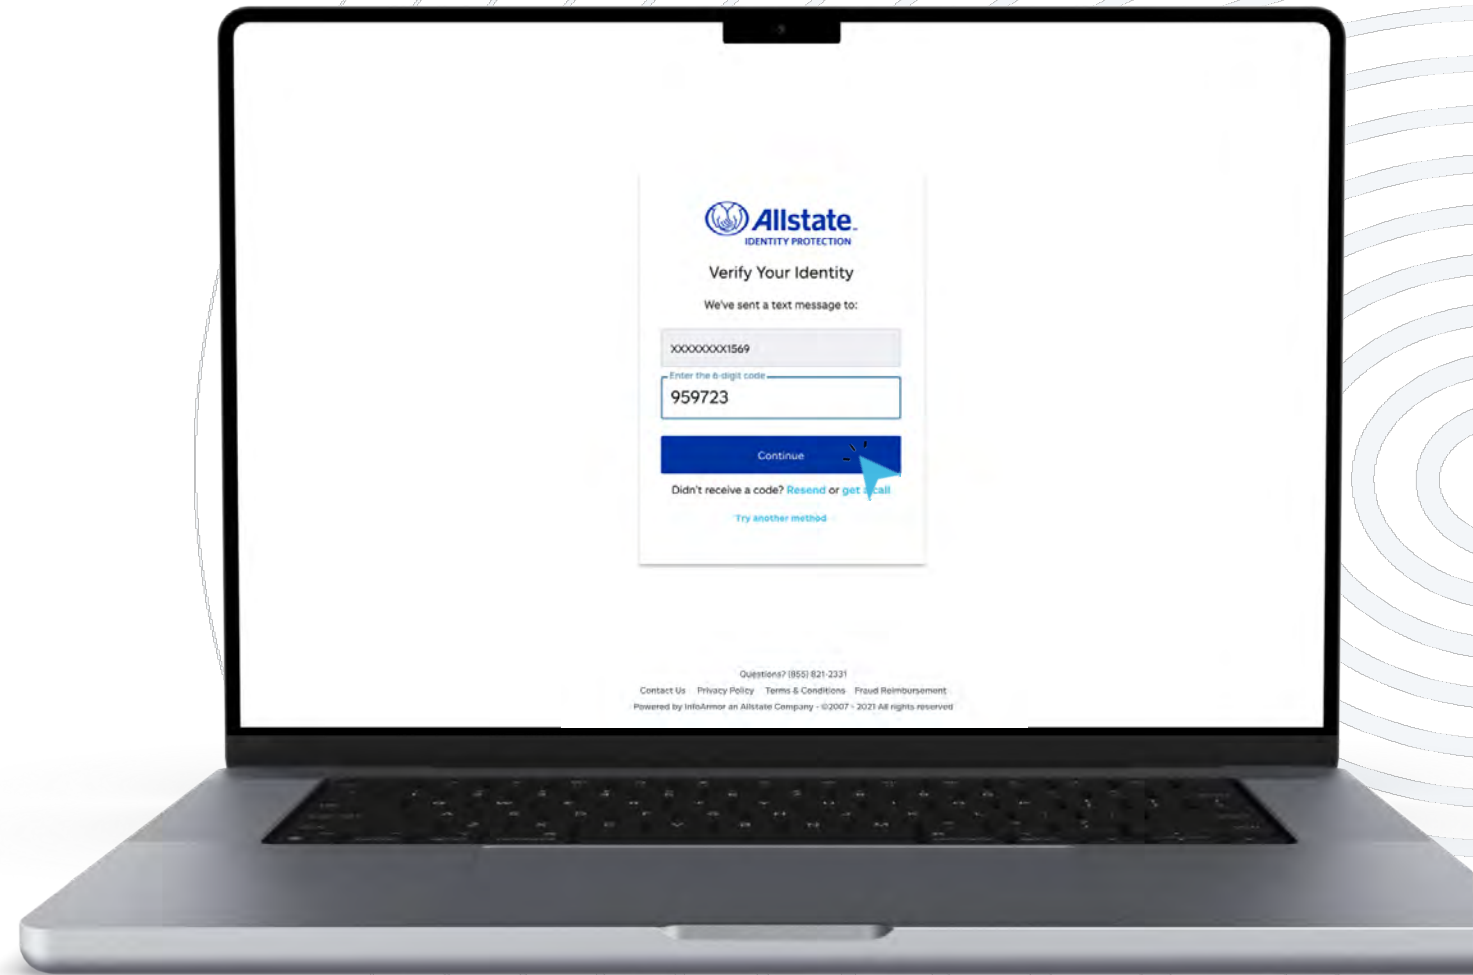 Allstate
IDENTITY PROTECTION
Verify Your Identity
We've sent a text message to:
XXXXXXXX1569
Enter the 6-digit code
959723
Continue
Didn't receive a code? Resend or get a call
Try another method
Questions? (855) 821-2331
Contact Us Privacy Policy Terms & Conditions Fraud Reimbursement
Powered by InfoArmor an Allstate Company - ©2007 - 2021 All rights reserved